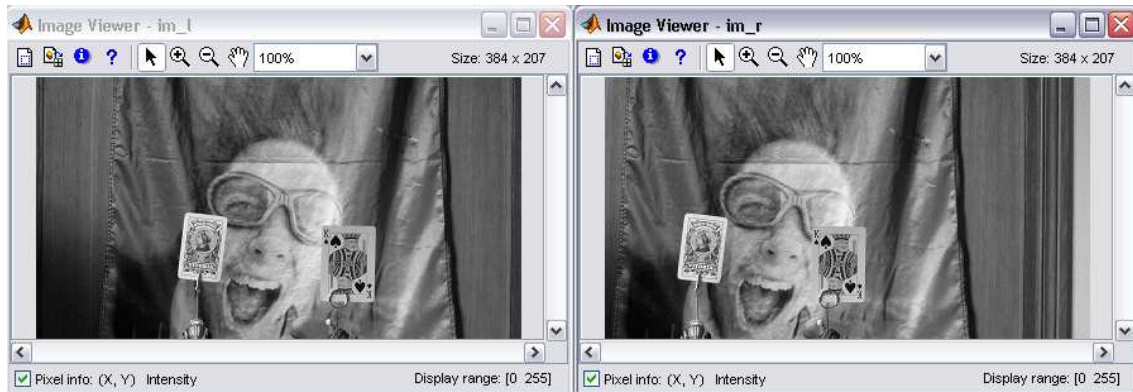 Image Viewer - im_l
100%
Size: 384 x 207
K
K
Pixel info: (X, Y) Intensity
Display range: [0 255]
Image Viewer - im_r
100%
Size: 384 x 207
K
K
Pixel info: (X, Y) Intensity
Display range: [0 255]